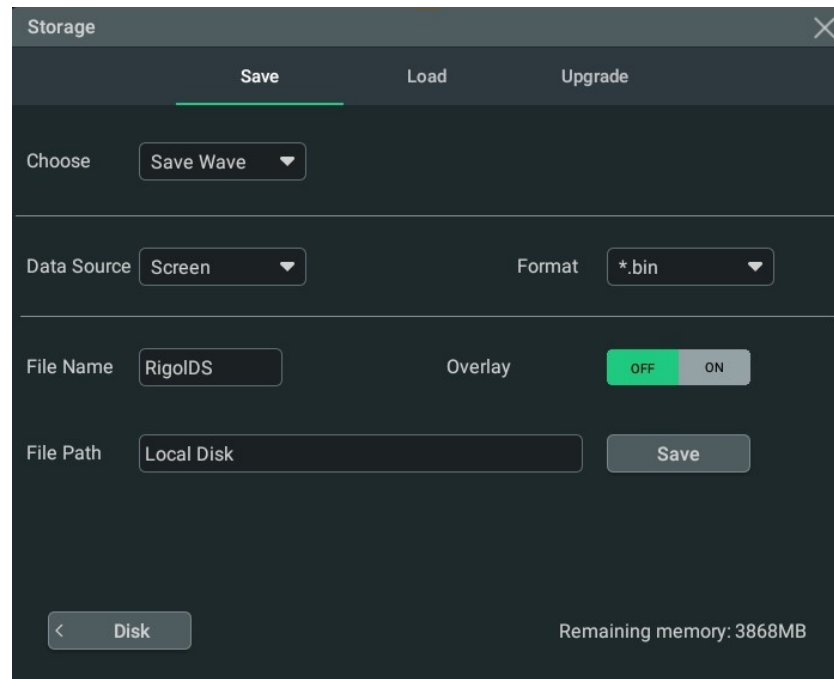 Storage
Save Load Upgrade
Choose Save Wave
Data Source Screen Format *.bin
File Name RigolDS Overlay OFF ON
File Path Local Disk Save
Disk Remaining memory: 3868MB